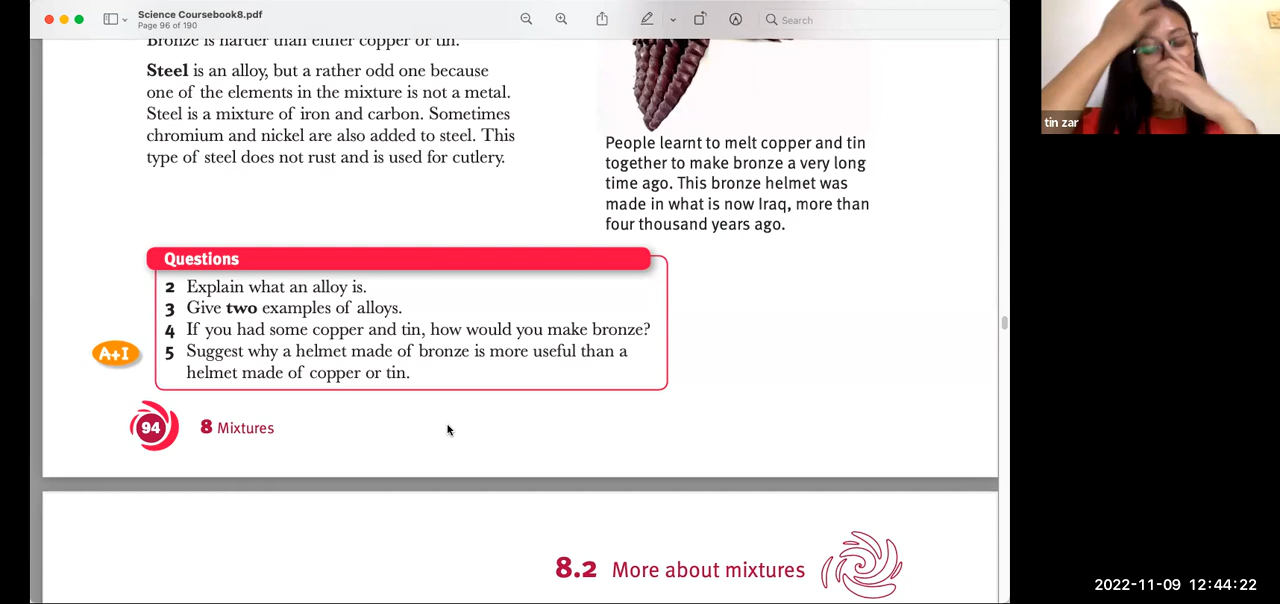 Science Coursebook8.pdf
Page 96 of 190
Search
Bronze is harder than either copper or tin.
Steel is an alloy, but a rather odd one because
one of the elements in the mixture is not a metal.
Steel is a mixture of iron and carbon. Sometimes
chromium and nickel are also added to steel. This
type of steel does not rust and is used for cutlery.
People learnt to melt copper and tin
together to make bronze a very long
time ago. This bronze helmet was
made in what is now Iraq, more than
four thousand years ago.
Questions
2 Explain what an alloy is.
3 Give two examples of alloys.
4 If you had some copper and tin, how would you make bronze?
A+I
5 Suggest why a helmet made of bronze is more useful than a
helmet made of copper or tin.
94
8 Mixtures
8.2 More about mixtures
tin zar
2022-11-09 12:44:22